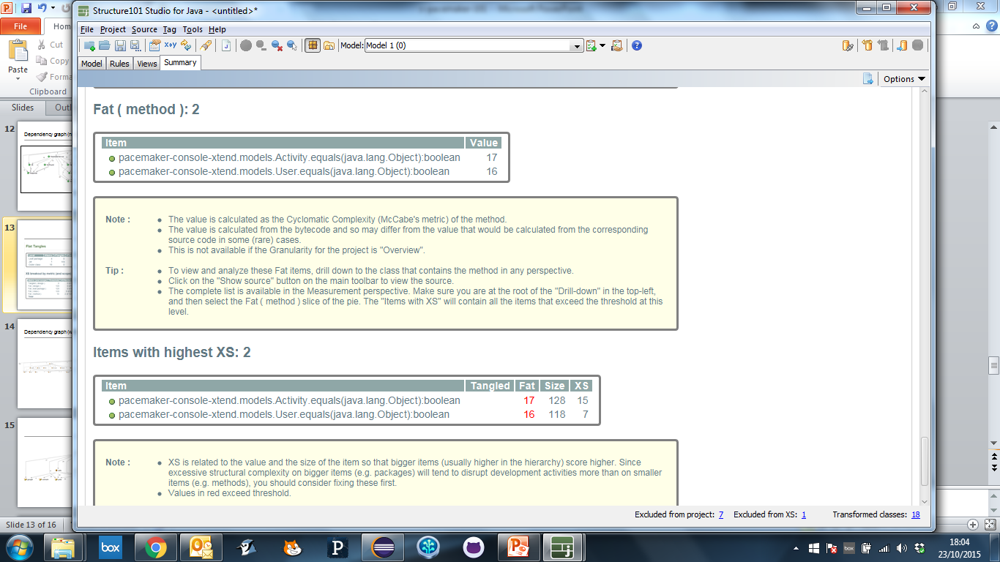 Structure101 Studio for Java - <untitled>*
File
Hom
File Project Source Tag Tools Help
Cut
Copy
Forma
Paste
Clipboard
x+y
Model: Model 1 (0)
Model Rules Views Summary
Options
Slides
Outl
12
Dependency graph (n
13
Flat Tangles
14
Dependency graph (w
15
Fat ( method ): 2
Item Value
pacemaker-console-xtend.models.Activity.equals(java.lang.Object):boolean 17
pacemaker-console-xtend.models.User.equals(java.lang.Object):boolean 16
Note :
The value is calculated as the Cyclomatic Complexity (McCabe's metric) of the method.
The value is calculated from the bytecode and so may differ from the value that would be calculated from the corresponding
source code in some (rare) cases.
This is not available if the Granularity for the project is "Overview".
Tip :
To view and analyze these Fat items, drill down to the class that contains the method in any perspective.
Click on the "Show source" button on the main toolbar to view the source.
The complete list is available in the Measurement perspective. Make sure you are at the root of the "Drill-down" in the top-left,
and then select the Fat ( method ) slice of the pie. The "Items with XS" will contain all the items that exceed the threshold at this
level.
Items with highest XS: 2
Item Tangled Fat Size XS
pacemaker-console-xtend.models.Activity.equals(java.lang.Object):boolean 17 128 15
pacemaker-console-xtend.models.User.equals(java.lang.Object):boolean 16 118 7
Note :
XS is related to the value and the size of the item so that bigger items (usually higher in the hierarchy) score higher. Since
excessive structural complexity on bigger items (e.g. packages) will tend to disrupt development activities more than on smaller
items (e.g. methods), you should consider fixing these first.
Values in red exceed threshold.
Excluded from project: 7 Excluded from XS: 1 Transformed classes: 18
Slide 13 of 16
box
P
j
box
18:04
23/10/2015